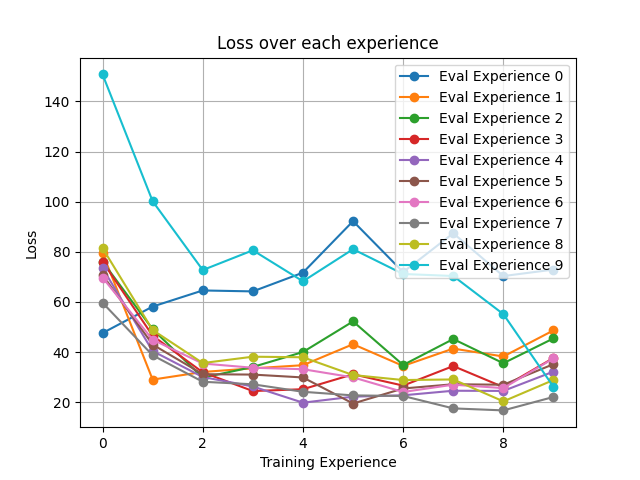 Loss over each experience
Loss
140
120
100
80
60
40
20
0
2
4
6
8
Training Experience
Eval Experience 0
Eval Experience 1
Eval Experience 2
Eval Experience 3
Eval Experience 4
Eval Experience 5
Eval Experience 6
Eval Experience 7
Eval Experience 8
Eval Experience 9